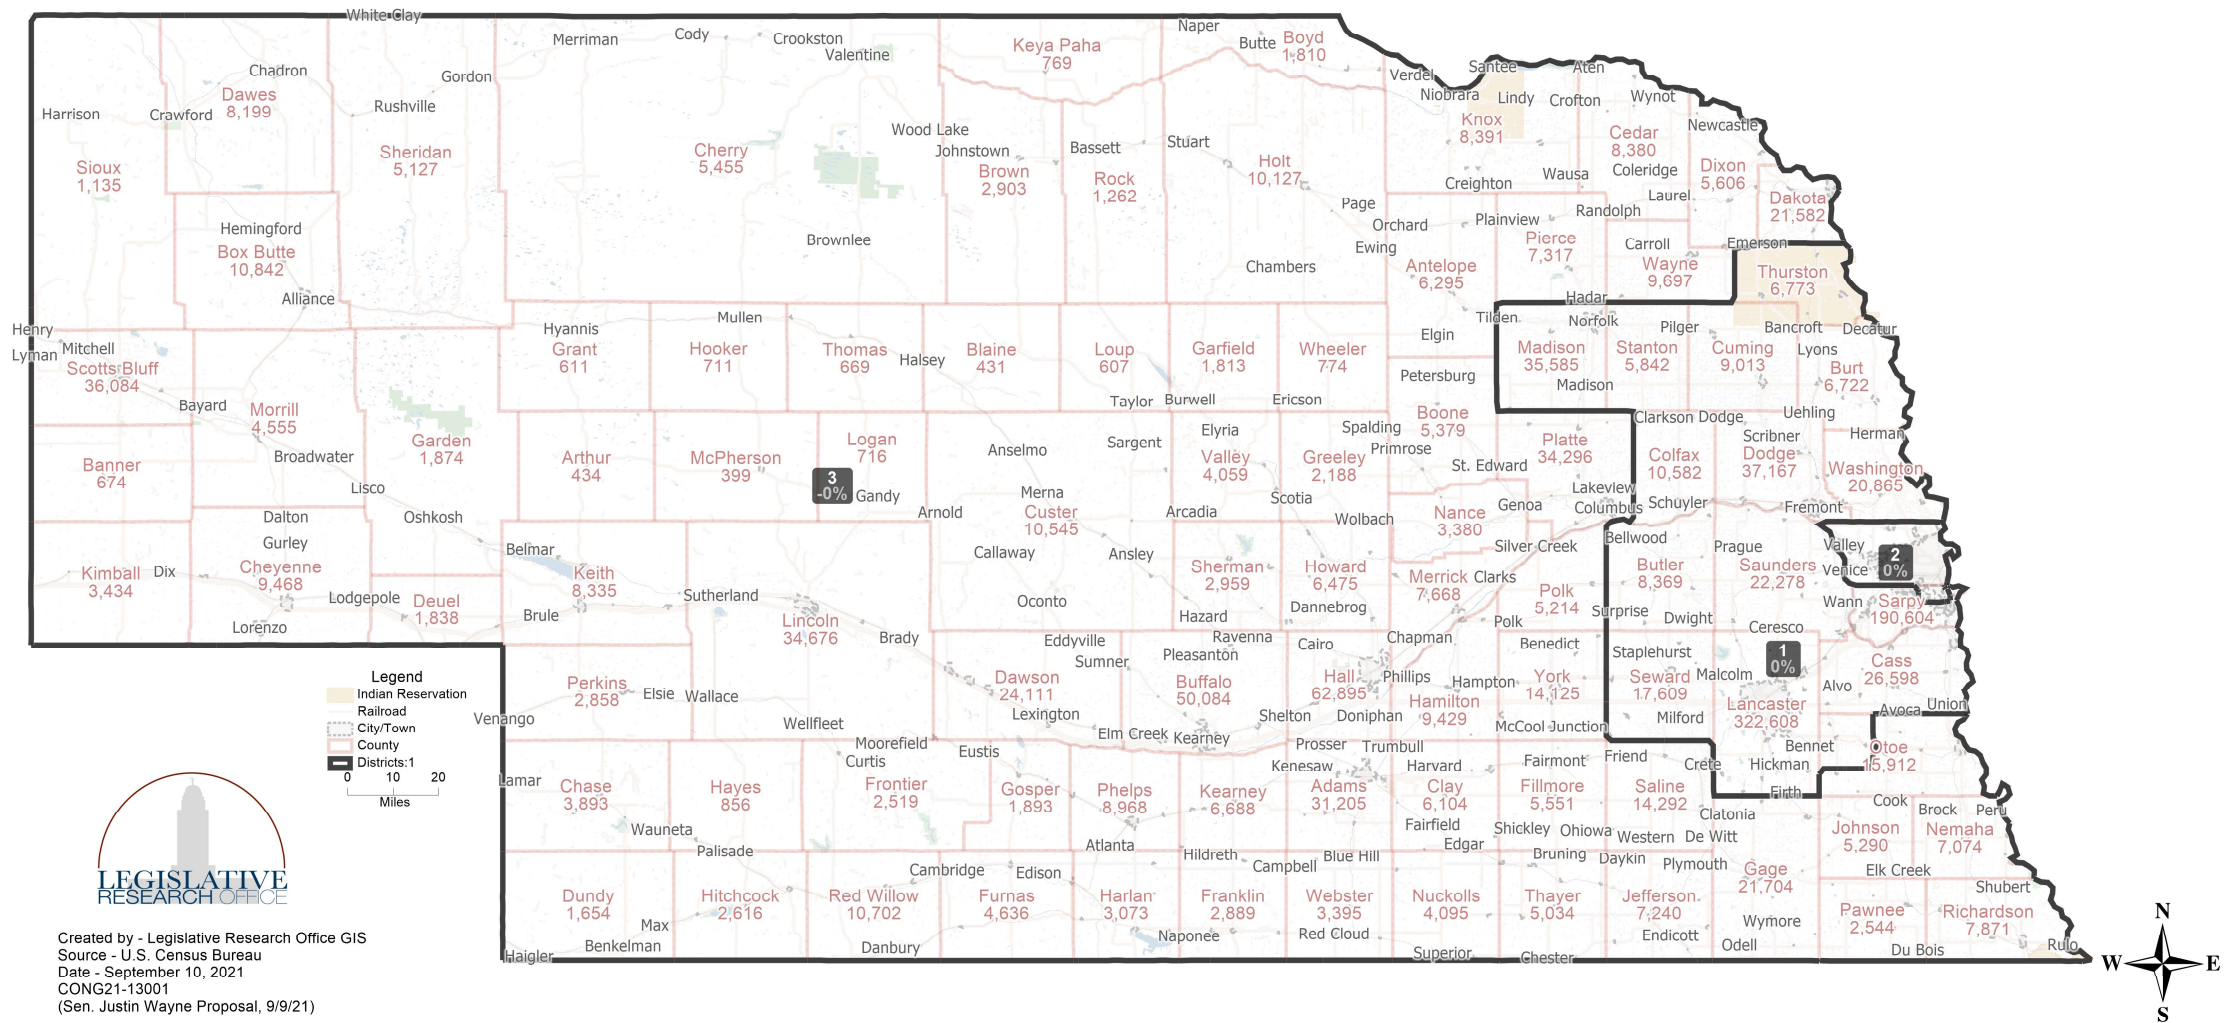 White Clay
Merriman
Cody
Crookston
Valentine
Keya Paha
769
Naper
Butte
Boyd
1,810
Verdel
Santee
Aten
Niobrara
Lindy
Crofton
Wynot
Knox
8,391
Cedar
8,380
Newcastle
Coleridge
Dixon
5,606
Chadron
Gordon
Dawes
8,199
Rushville
Harrison
Crawford
Sioux
1,135
Sheridan
5,127
Cherry
5,455
Wood Lake
Johnstown
Brown
2,903
Bassett
Rock
1,262
Stuart
Holt
10,127
Creighton
Wausa
Laurel
Dakota
21,582
Page
Orchard
Ewing
Plainview
Randolph
Hemingford
Box Butte
10,842
Brownlee
Chambers
Antelope
6,295
Pierce
7,317
Carroll
Wayne
9,697
Emerson
Thurston
6,773
Alliance
Henry
Lyman
Mitchell
Scotts Bluff
36,084
Hyannis
Grant
611
Mullen
Hooker
711
Thomas
669
Halsey
Blaine
431
Loup
607
Garfield
1,813
Wheeler
774
Elgin
Tilden
Hadar
Norfolk
Pilger
Bancroft
Decatur
Madison
35,585
Madison
Stanton
5,842
Cuming
9,013
Lyons
Burt
6,722
Petersburg
Bayard
Morrill
4,555
Taylor
Burwell
Ericson
Boone
5,379
Clarkson
Dodge
Uehling
Garden
1,874
Broadwater
Banner
674
Lisco
Arthur
434
McPherson
399
Logan
716
3
-0%
Gandy
Anselmo
Sargent
Elyria
Valley
4,059
Greeley
2,188
Spalding
Primrose
St. Edward
Platte
34,296
Colfax
10,582
Scribner
Dodge
37,167
Herman
Washington
20,865
Merna
Custer
10,545
Arnold
Arcadia
Scotia
Wolbach
Lakeview
Columbus
Genoa
Nance
3,380
Schuyler
Fremont
Dalton
Gurley
Oshkosh
Cheyenne
9,468
Kimball
3,434
Dix
Lodgepole
Deuel
1,838
Lorenzo
Belmar
Keith
8,335
Brule
Sutherland
Lincoln
34,676
Brady
Callaway
Ansley
Oconto
Sherman
2,959
Hazard
Howard
6,475
Dannebrog
Silver Creek
Merrick
7,668
Clarks
Polk
5,214
Polk
Bellwood
Butler
8,369
Prague
Saunders
22,278
Valley
Venice
2
0%
Surprise
Dwight
Wann
Sarpy
190,604
Ceresco
Eddyville
Sumner
Ravenna
Pleasanton
Cairo
Chapman
Benedict
Staplehurst
1
0%
Malcolm
Cass
26,598
Perkins
2,858
Elsie
Wallace
Venango
Wellfleet
Dawson
24,111
Lexington
Buffalo
50,084
Elm Creek
Kearney
Shelton
Hall
62,895
Phillips
Doniphan
Hampton
Hamilton
9,429
York
14,125
McCool Junction
Seward
17,609
Milford
Lancaster
322,608
Alvo
Avoca
Union
Legend
Indian Reservation
Railroad
City/Town
County
Districts:1
0
10
20
Miles
Moorefield
Curtis
Eustis
Prosser
Trumbull
Kenesaw
Harvard
Fairmont
Friend
Crete
Bennet
Hickman
Firth
Otoe
15,912
Lamar
Chase
3,893
Hayes
856
Frontier
2,519
Gosper
1,893
Phelps
8,968
Kearney
6,688
Adams
31,205
Clay
6,104
Fillmore
5,551
Saline
14,292
Clatonia
Cook
Brock
Peru
Wauneta
Palisade
Atlanta
Fairfield
Edgar
Shickley
Ohiowa
Western
De Witt
Johnson
5,290
Nemaha
7,074
Cambridge
Edison
Hildreth
Campbell
Blue Hill
Bruning
Daykin
Plymouth
Gage
21,704
Elk Creek
Shubert
Dundy
1,654
Hitchcock
2,616
Red Willow
10,702
Furnas
4,636
Harlan
3,073
Franklin
2,889
Webster
3,395
Nuckolls
4,095
Thayer
5,034
Jefferson
7,240
Wymore
Pawnee
2,544
Richardson
7,871
Max
Benkelman
Haigler
Danbury
Naponee
Red Cloud
Superior
Chester
Endicott
Odell
Du Bois
Rulo
LEGISLATIVE
RESEARCH OFFICE
Created by - Legislative Research Office GIS
Source - U.S. Census Bureau
Date - September 10, 2021
CONG21-13001
(Sen. Justin Wayne Proposal, 9/9/21)
N
W
E
S